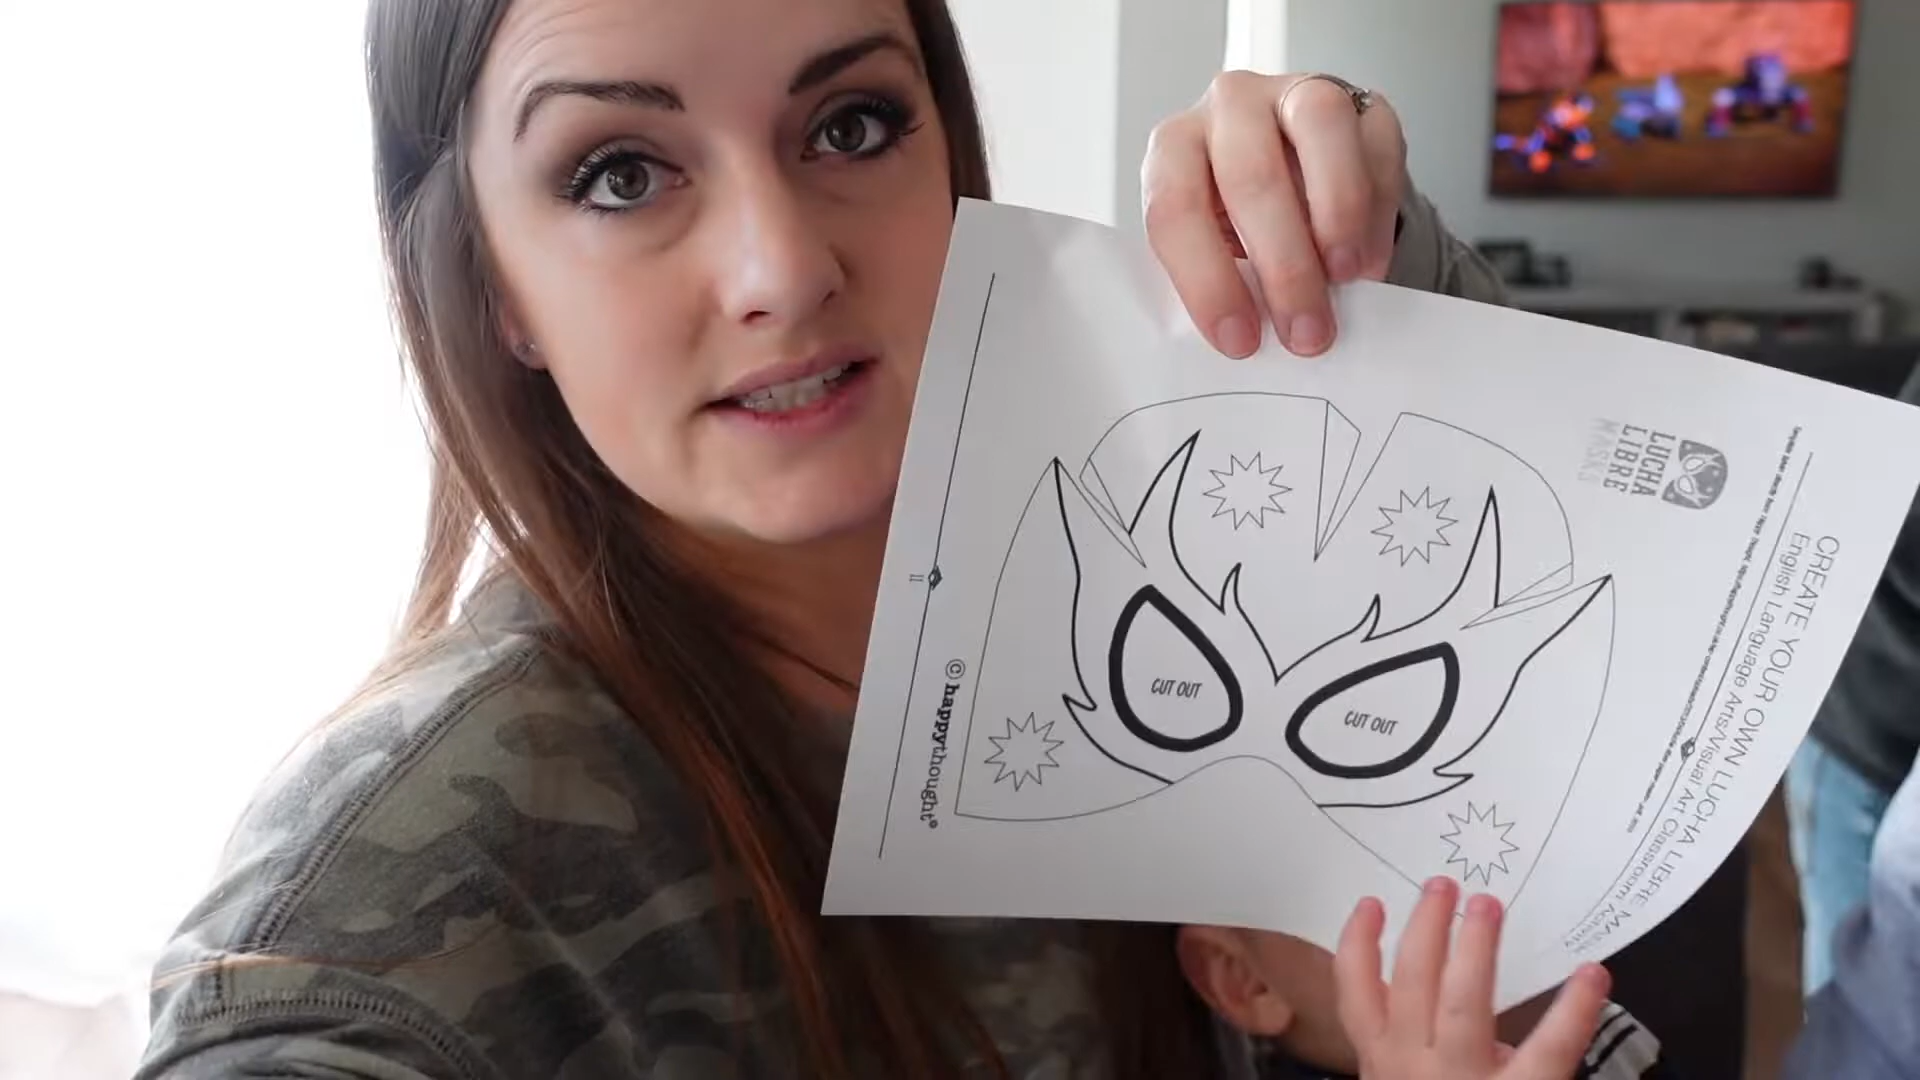 CREATE YOUR OWN LUCHA LIBRE MASK
English Language Arts/Visual Art Classroom Activity
LUCHA
LIBRE
MASKS
CUT OUT
CUT OUT
11
© happythought®